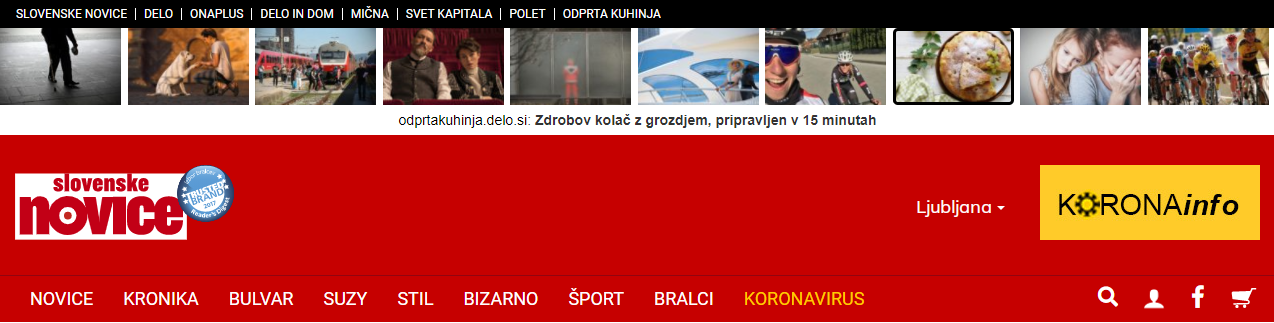 SLOVENSKE NOVICE | DELO | ONAPLUS | DELO IN DOM | MIČNA | SVET KAPITALA | POLET | ODPRTA KUHINJA
odprtakuhinja.delo.si: Zdrobov kolač z grozdjem, pripravljen v 15 minutah
slovenske
novice
izbor bralcev
TRUSTED
BRAND
2017
Reader's Digest
Ljubljana
KORONAinfo
NOVICE KRONIKA BULVAR SUZY STIL BIZARNO ŠPORT BRALCI KORONAVIRUS